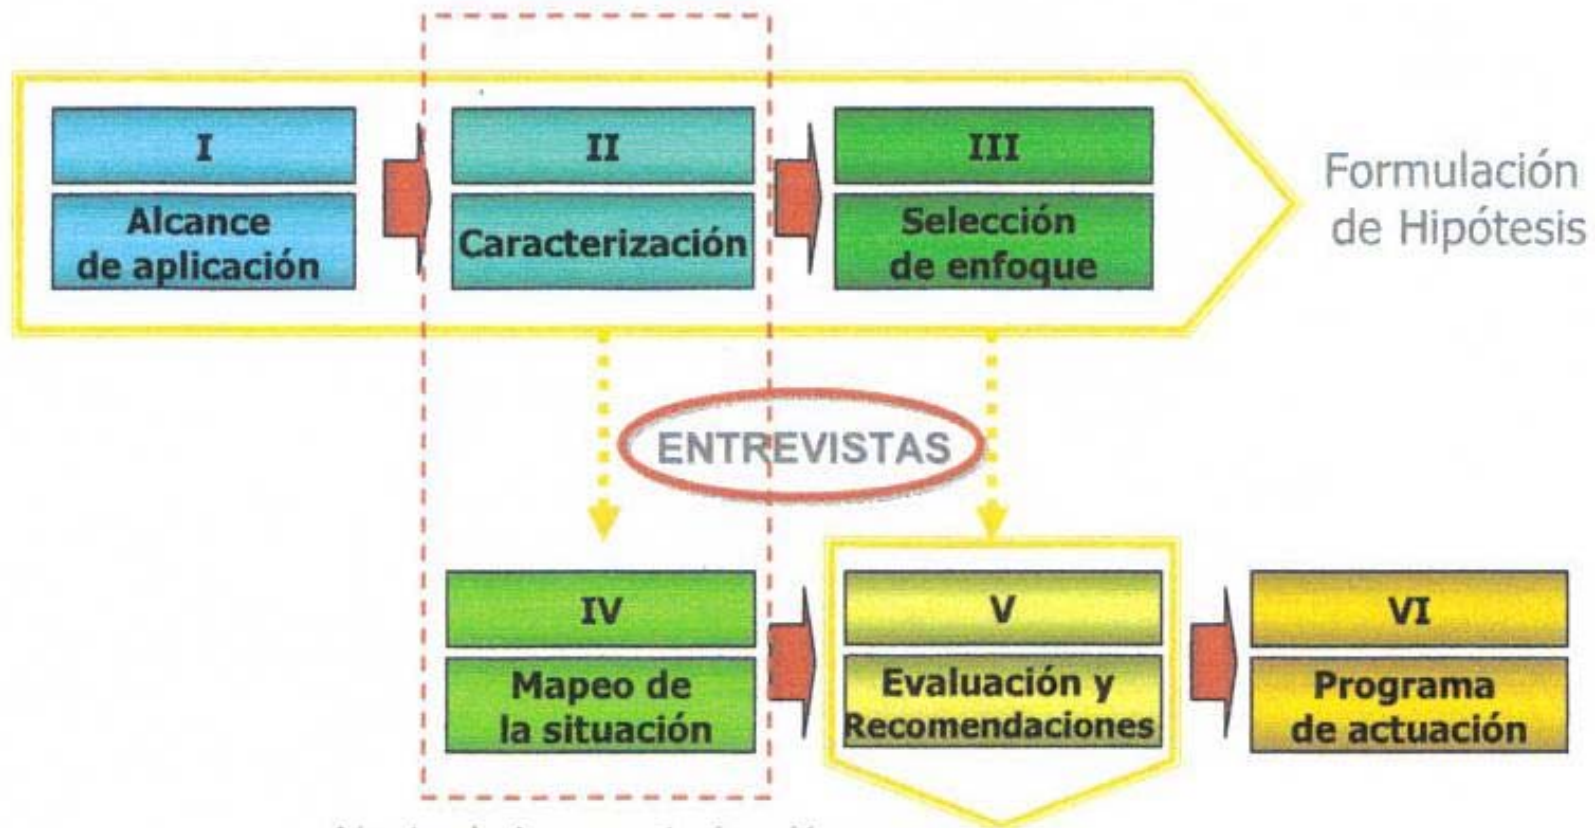 I
II
III
Alcance
de aplicación
Caracterización
Selección
de enfoque
Formulación
de Hipótesis
ENTREVISTAS
IV
V
VI
Mapeo de
la situación
Evaluación y
Recomendaciones
Programa
de actuación